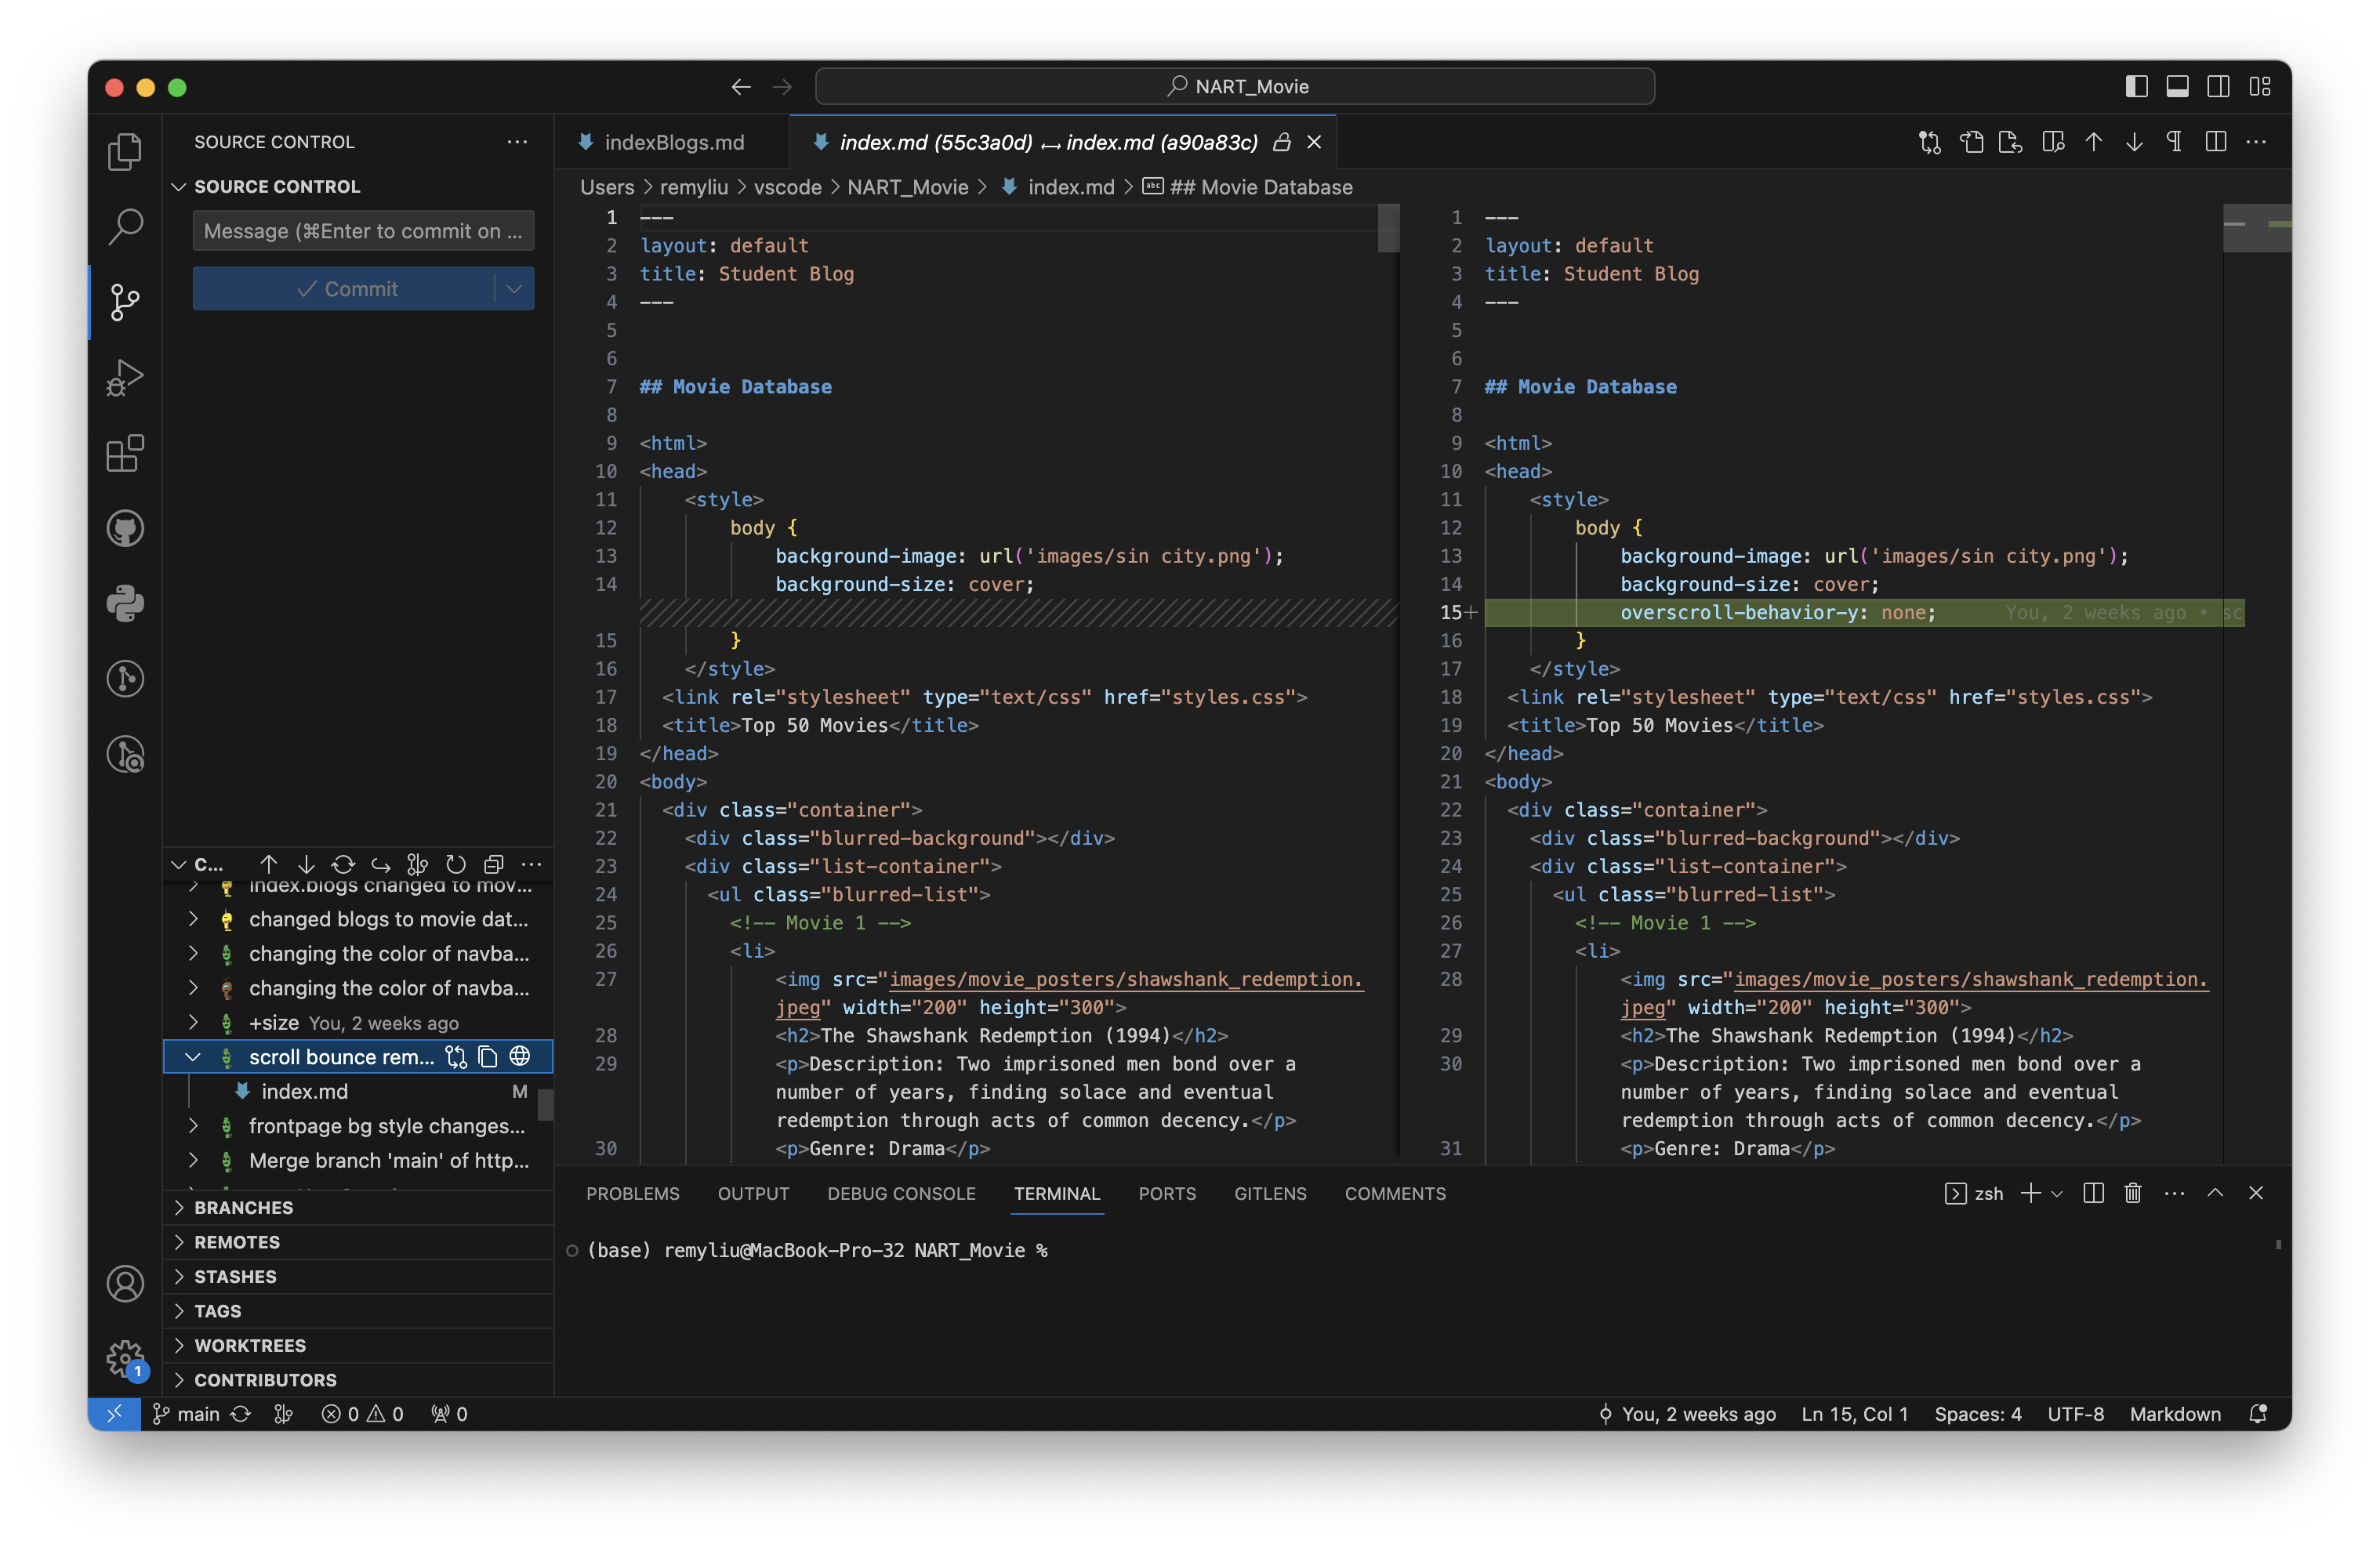 NART_Movie
SOURCE CONTROL
SOURCE CONTROL
Message (⌘Enter to commit on ...
Commit
C...
index.blogs changed to mov...
changed blogs to movie dat...
changing the color of navba...
changing the color of navba...
+size You, 2 weeks ago
scroll bounce rem...
index.md M
frontpage bg style changes...
Merge branch 'main' of http...
BRANCHES
REMOTES
STASHES
TAGS
WORKTREES
CONTRIBUTORS
1
indexBlogs.md
index.md (55c3a0d) ↔ index.md (a90a83c)
Users > remyliu > vscode > NART_Movie > index.md > ## Movie Database
1 ---
2 layout: default
3 title: Student Blog
4 ---
5
6
7 ## Movie Database
8
9 <html>
10 <head>
11 <style>
12 body {
13 background-image: url('images/sin city.png');
14 background-size: cover;
15 }
16 </style>
17 <link rel="stylesheet" type="text/css" href="styles.css">
18 <title>Top 50 Movies</title>
19 </head>
20 <body>
21 <div class="container">
22 <div class="blurred-background"></div>
23 <div class="list-container">
24 <ul class="blurred-list">
25 <!-- Movie 1 -->
26 <li>
27 <img src="images/movie_posters/shawshank_redemption.
jpeg" width="200" height="300">
28 <h2>The Shawshank Redemption (1994)</h2>
29 <p>Description: Two imprisoned men bond over a
number of years, finding solace and eventual
redemption through acts of common decency.</p>
30 <p>Genre: Drama</p>
1 ---
2 layout: default
3 title: Student Blog
4 ---
5
6
7 ## Movie Database
8
9 <html>
10 <head>
11 <style>
12 body {
13 background-image: url('images/sin city.png');
14 background-size: cover;
15+ overscroll-behavior-y: none; You, 2 weeks ago • sc
16 }
17 </style>
18 <link rel="stylesheet" type="text/css" href="styles.css">
19 <title>Top 50 Movies</title>
20 </head>
21 <body>
22 <div class="container">
23 <div class="blurred-background"></div>
24 <div class="list-container">
25 <ul class="blurred-list">
26 <!-- Movie 1 -->
27 <li>
28 <img src="images/movie_posters/shawshank_redemption.
jpeg" width="200" height="300">
29 <h2>The Shawshank Redemption (1994)</h2>
30 <p>Description: Two imprisoned men bond over a
number of years, finding solace and eventual
redemption through acts of common decency.</p>
31 <p>Genre: Drama</p>
PROBLEMS OUTPUT DEBUG CONSOLE TERMINAL PORTS GITLENS COMMENTS
zsh
(base) remyliu@MacBook-Pro-32 NART_Movie %
main 0 0 0
You, 2 weeks ago Ln 15, Col 1 Spaces: 4 UTF-8 Markdown